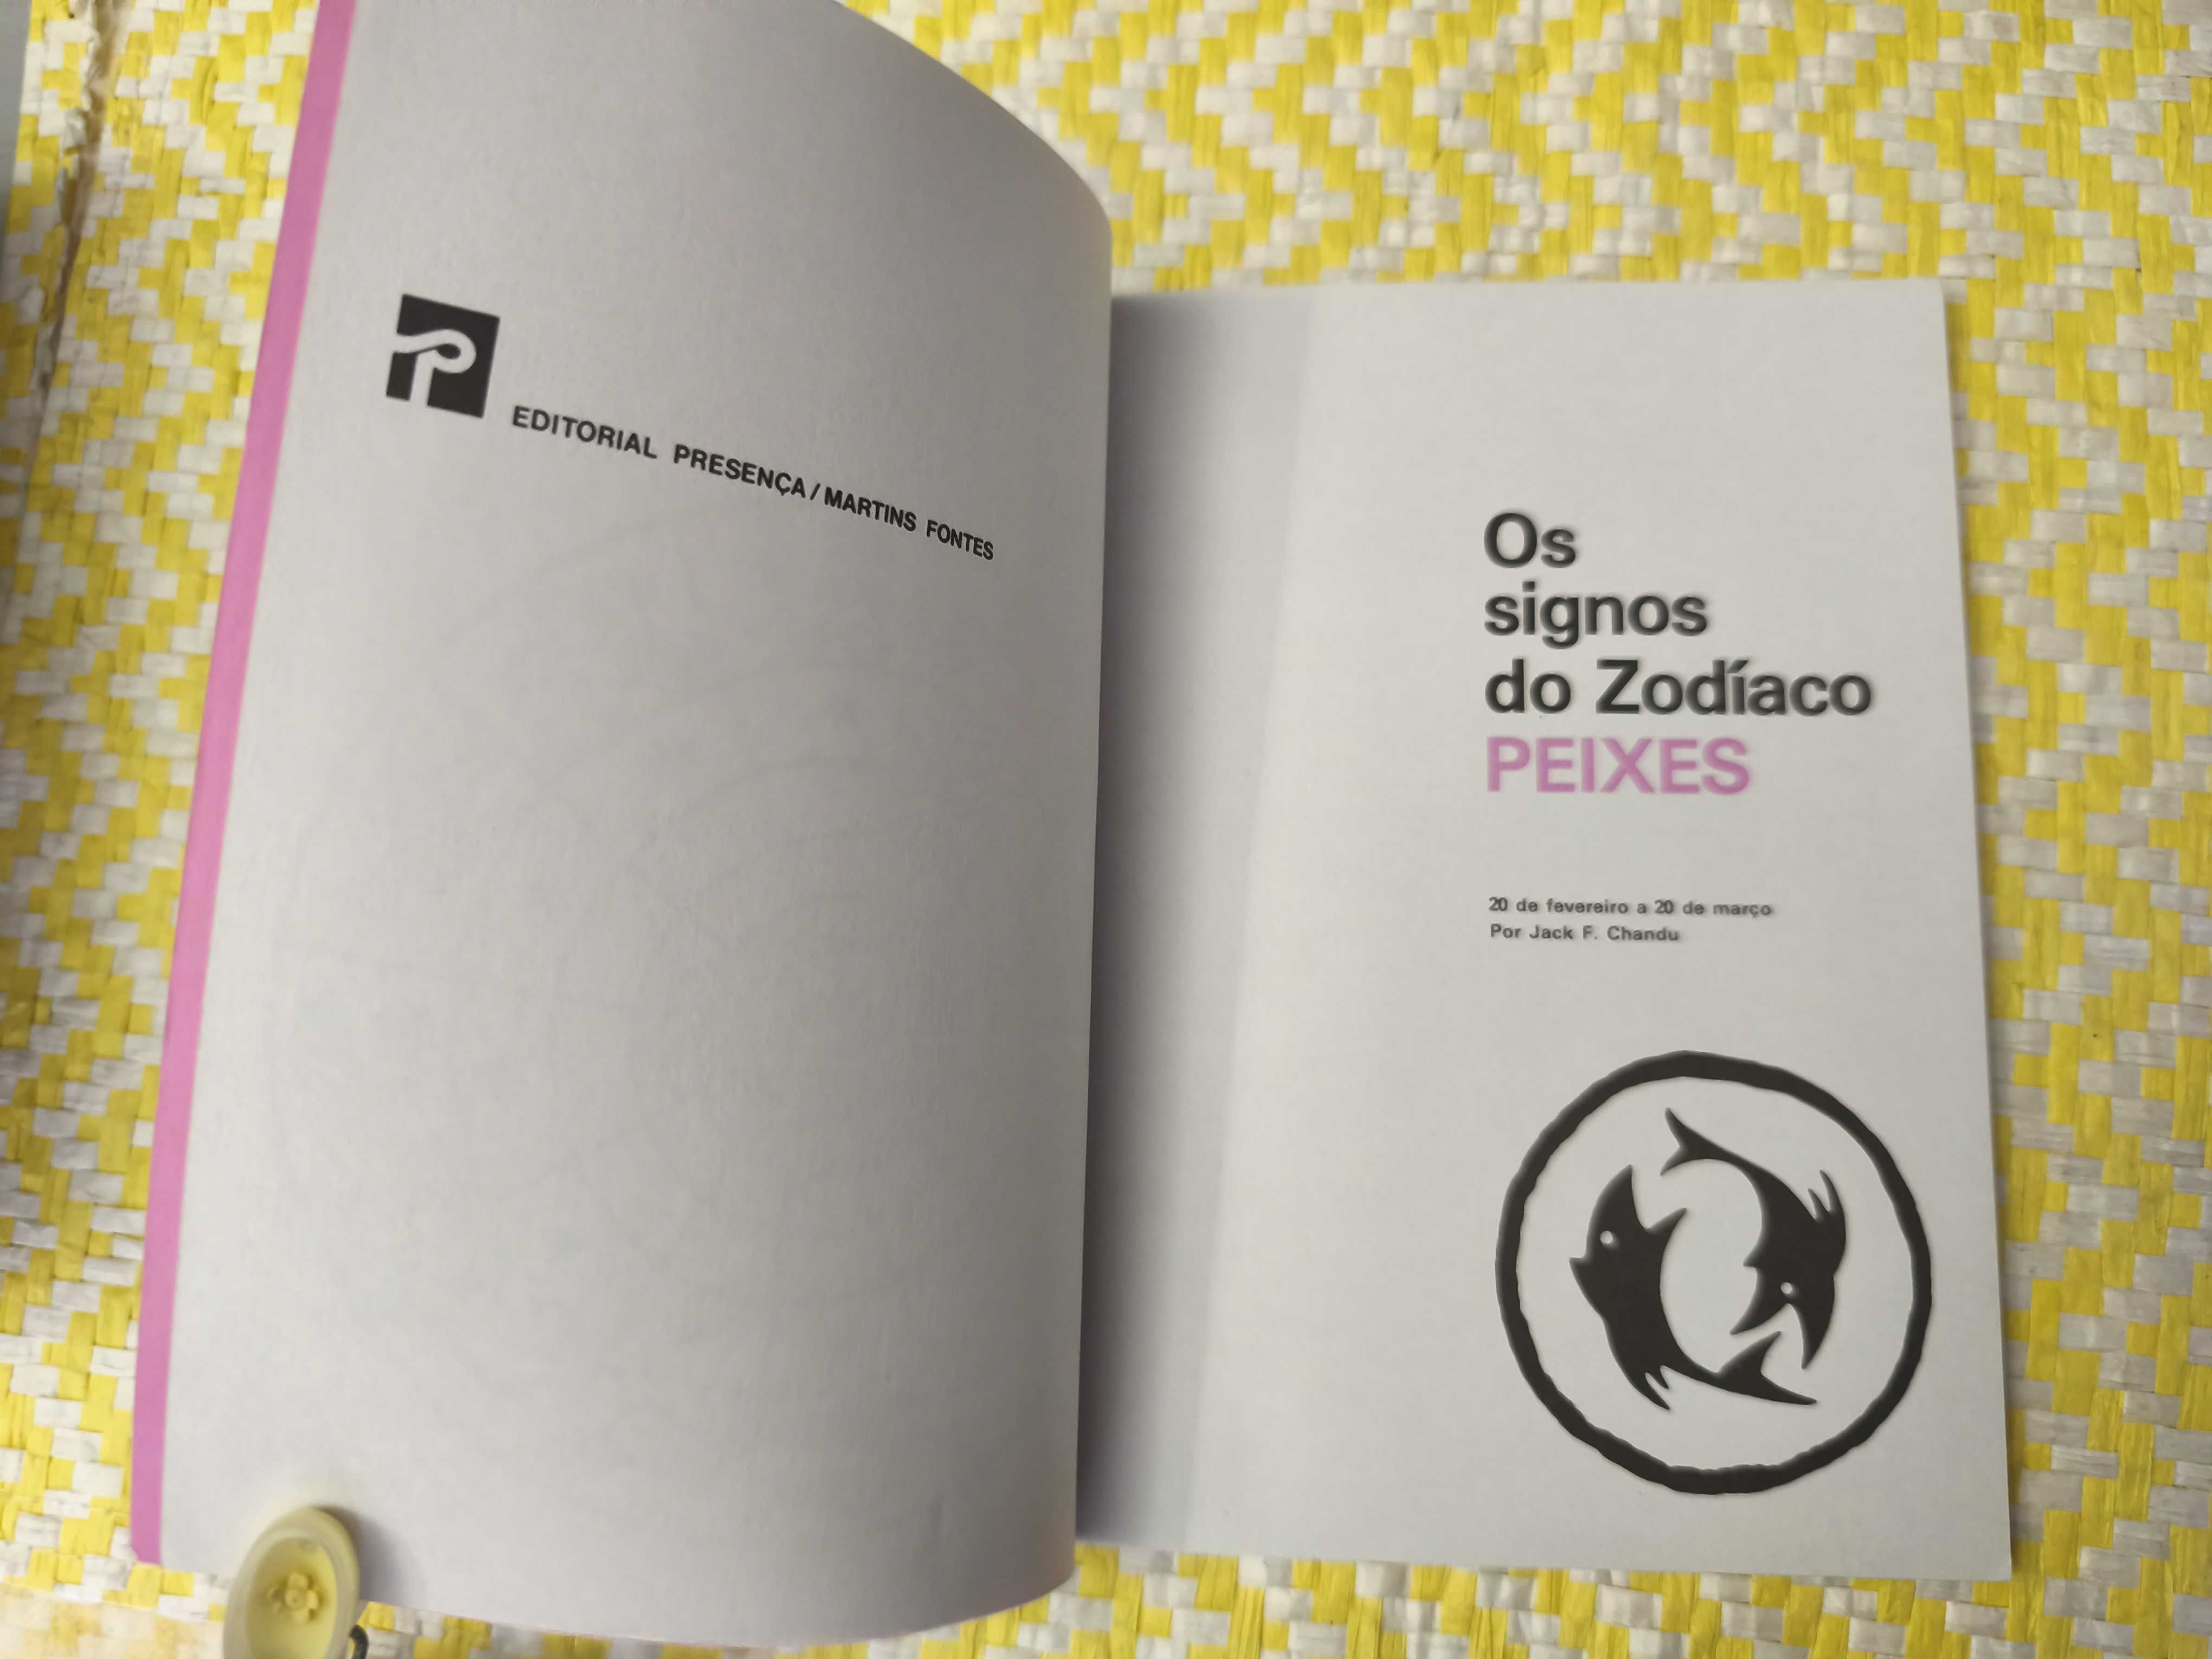 EDITORIAL PRESENÇA / MARTINS FONTES
Os
signos
do Zodíaco
PEIXES
20 de fevereiro a 20 de março
Por Jack F. Chandu